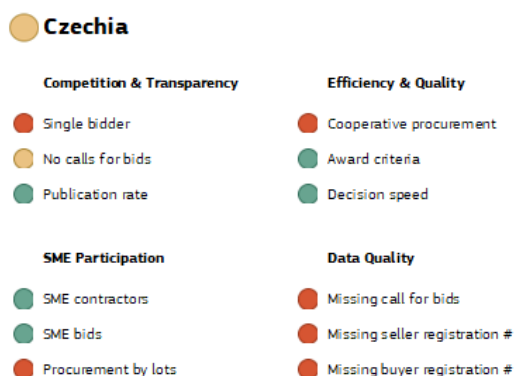 Czechia
Competition & Transparency
Single bidder
No calls for bids
Publication rate
Efficiency & Quality
Cooperative procurement
Award criteria
Decision speed
SME Participation
SME contractors
SME bids
Procurement by lots
Data Quality
Missing call for bids
Missing seller registration #
Missing buyer registration #